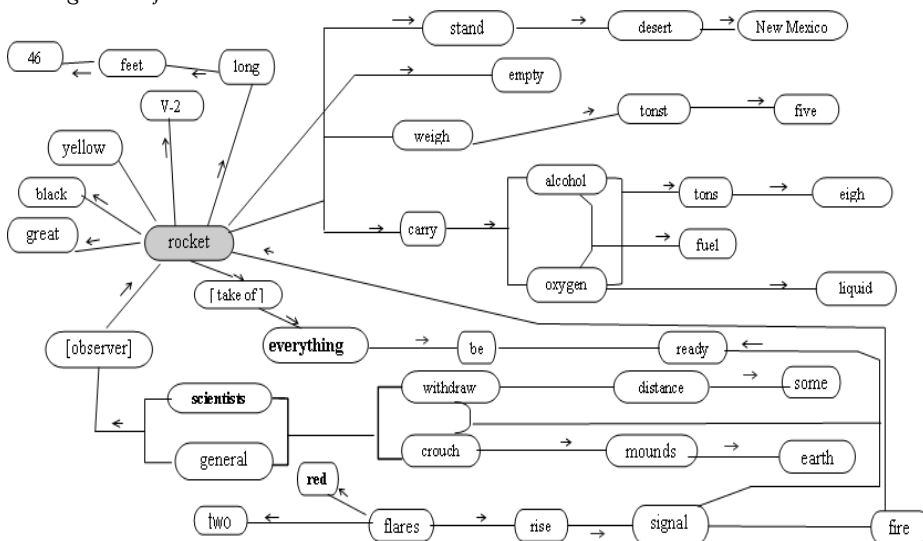 stand desert New Mexico
46 feet long
empty
V-2
tonst five
weigh
yellow
alcohol
black tons eigh
great carry
rocket fuel
oxygen liquid
[take of]
[observer] everything be ready
scientists withdraw distance some
general crouch mounds earth
red
two flares rise signal fire